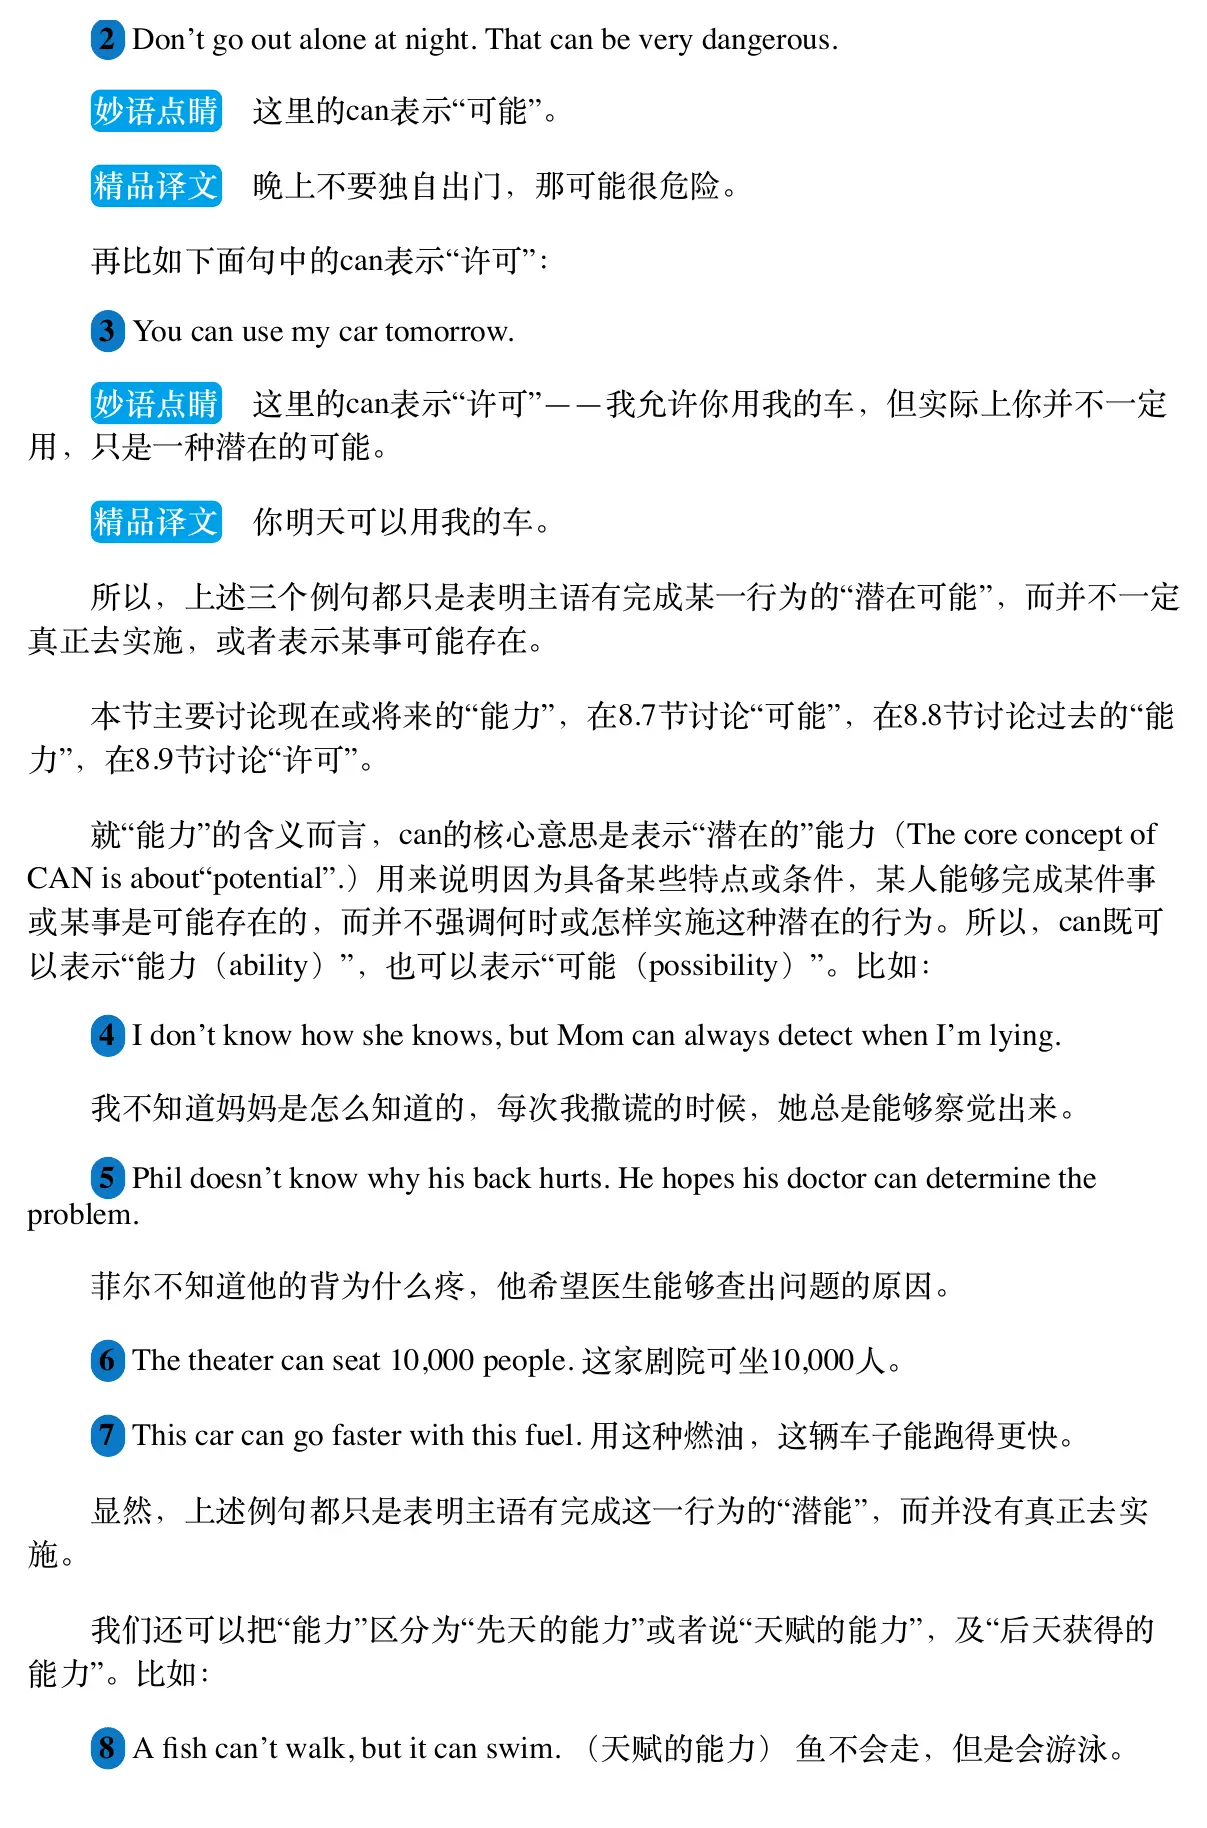 2 Don’t go out alone at night. That can be very dangerous.
妙语点睛 这里的can表示“可能”。
精品译文 晚上不要独自出门，那可能很危险。
再比如下面句中的can表示“许可”：
3 You can use my car tomorrow.
妙语点睛 这里的can表示“许可”——我允许你用我的车，但实际上你并不一定
用，只是一种潜在的可能。
精品译文 你明天可以用我的车。
所以，上述三个例句都只是表明主语有完成某一行为的“潜在可能”，而并不一定
真正去实施，或者表示某事可能存在。
本节主要讨论现在或将来的“能力”，在8.7节讨论“可能”，在8.8节讨论过去的“能
力”，在8.9节讨论“许可”。
就“能力”的含义而言，can的核心意思是表示“潜在的”能力（The core concept of
CAN is about“potential”.）用来说明因为具备某些特点或条件，某人能够完成某件事
或某事是可能存在的，而并不强调何时或怎样实施这种潜在的行为。所以，can既可
以表示“能力（ability）”，也可以表示“可能（possibility）”。比如：
4 I don’t know how she knows, but Mom can always detect when I’m lying.
我不知道妈妈是怎么知道的，每次我撒谎的时候，她总是能够察觉出来。
5 Phil doesn’t know why his back hurts. He hopes his doctor can determine the
problem.
菲尔不知道他的背为什么疼，他希望医生能够查出问题的原因。
6 The theater can seat 10,000 people. 这家剧院可坐10,000人。
7 This car can go faster with this fuel. 用这种燃油，这辆车子能跑得更快。
显然，上述例句都只是表明主语有完成这一行为的“潜能”，而并没有真正去实
施。
我们还可以把“能力”区分为“先天的能力”或者说“天赋的能力”，及“后天获得的
能力”。比如：
8 A fish can’t walk, but it can swim. （天赋的能力） 鱼不会走，但是会游泳。